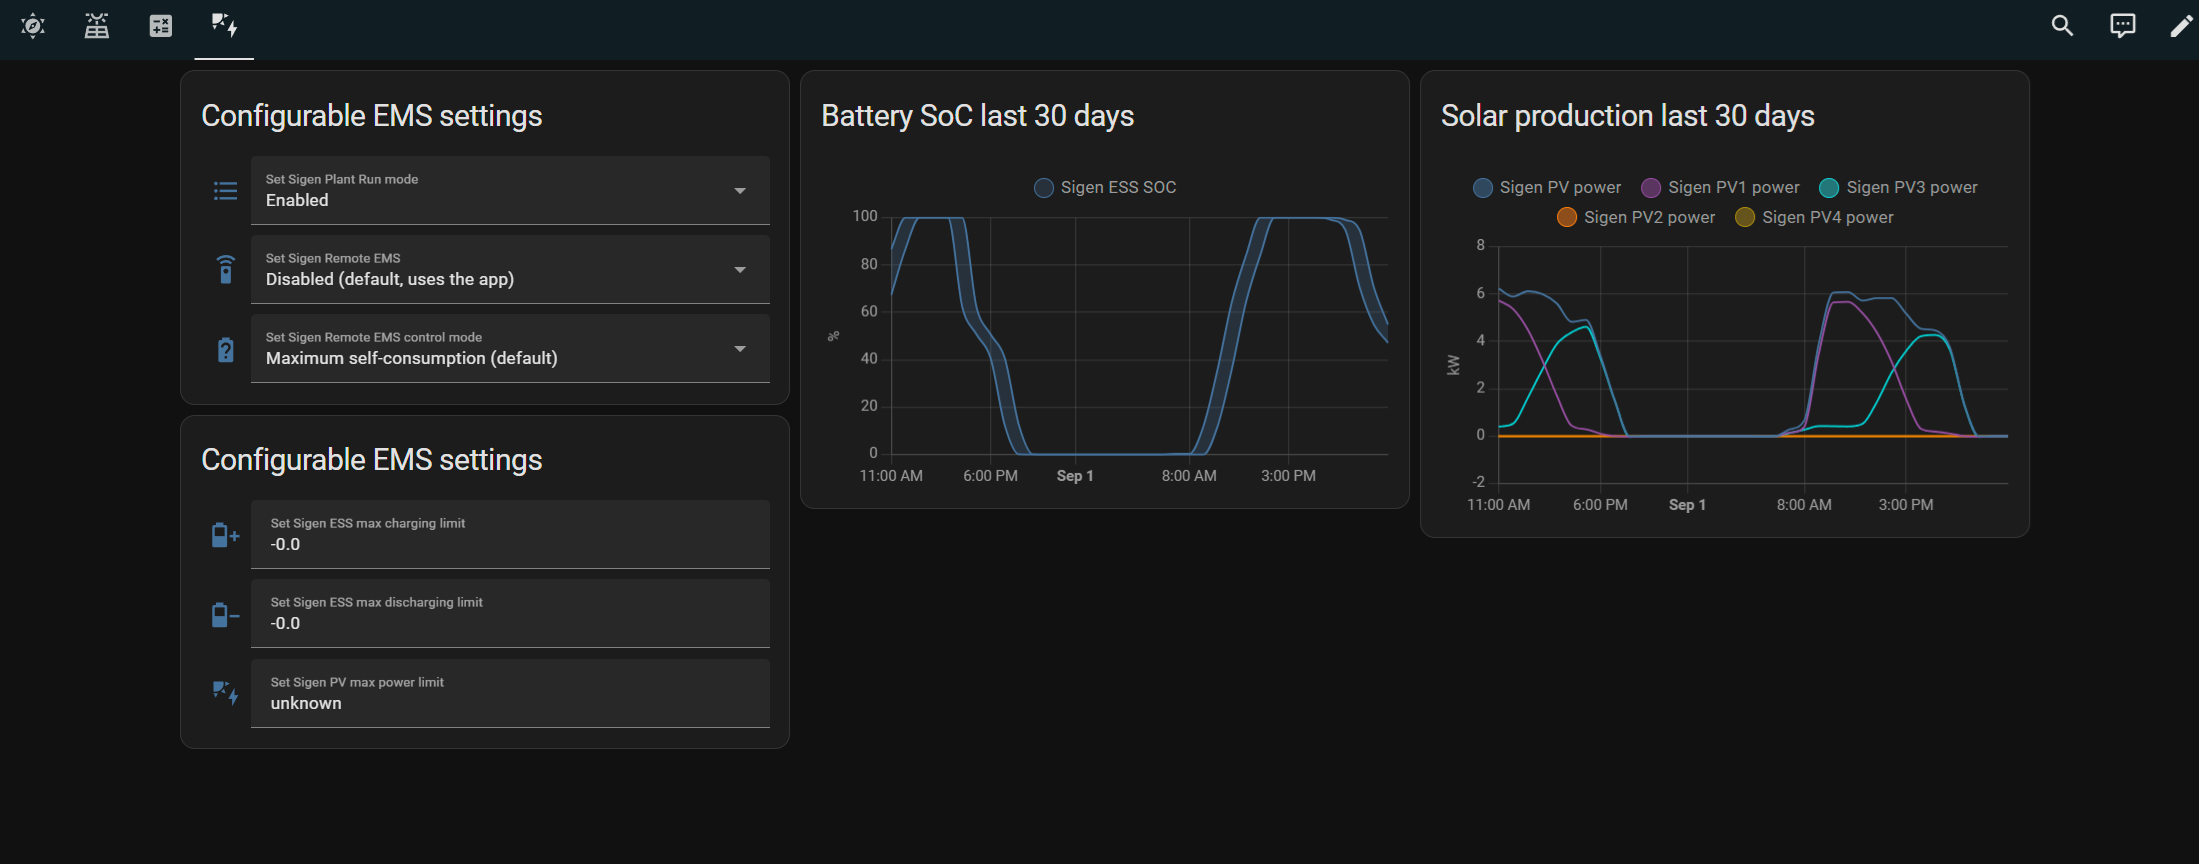 Configurable EMS settings
Set Sigen Plant Run mode
Enabled
Set Sigen Remote EMS
Disabled (default, uses the app)
Set Sigen Remote EMS control mode
Maximum self-consumption (default)
Configurable EMS settings
Set Sigen ESS max charging limit
-0.0
Set Sigen ESS max discharging limit
-0.0
Set Sigen PV max power limit
unknown
Battery SoC last 30 days
Sigen ESS SOC
100
80
60
%
40
20
0
11:00 AM 6:00 PM Sep 1 8:00 AM 3:00 PM
Solar production last 30 days
Sigen PV power Sigen PV1 power Sigen PV3 power
Sigen PV2 power Sigen PV4 power
8
6
4
kW
2
0
-2
11:00 AM 6:00 PM Sep 1 8:00 AM 3:00 PM